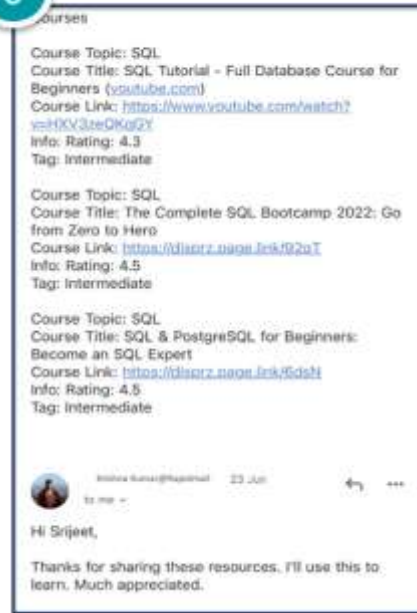 Courses
Course Topic: SQL
Course Title: SQL Tutorial - Full Database Course for
Beginners (youtube.com)
Course Link: https://www.youtube.com/watch?
v=HXV3zeQKqGY
Info: Rating: 4.3
Tag: Intermediate
Course Topic: SQL
Course Title: The Complete SQL Bootcamp 2022: Go
from Zero to Hero
Course Link: https://disprz.page.link/92qT
Info: Rating: 4.5
Tag: Intermediate
Course Topic: SQL
Course Title: SQL & PostgreSQL for Beginners:
Become an SQL Expert
Course Link: https://disprz.page.link/6dsN
Info: Rating: 4.5
Tag: Intermediate
23 Jun
to me
Hi Srijeet,
Thanks for sharing these resources. I'll use this to
learn. Much appreciated.